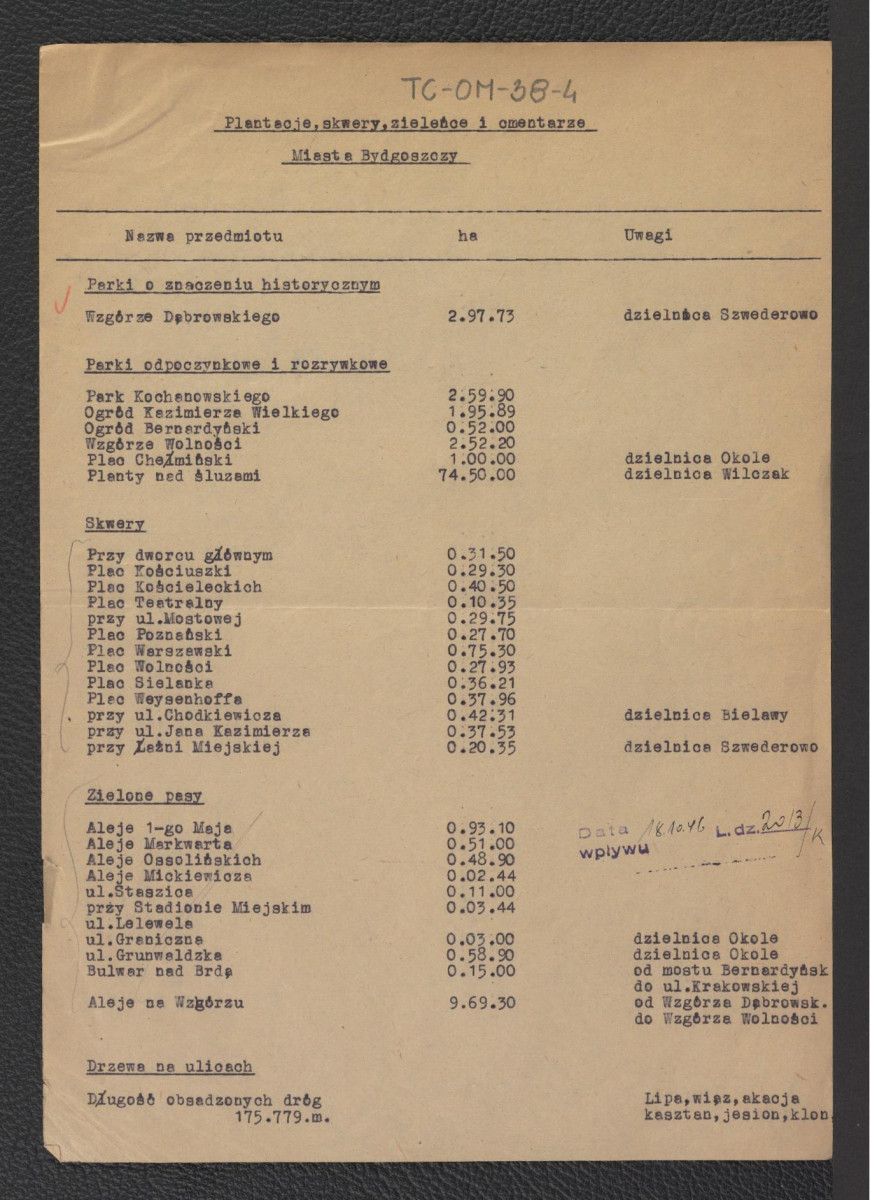 TC-OM-38-4
Plantacje,skwery,zieleńce i cmentarze
Miasta Bydgoszczy
Nazwa przedmiotu ha Uwagi
Parki o znaczeniu historycznym
Wzgórze Dąbrowskiego 2.97.73 dzielnica Szwederowo
Parki odpoczynkowe i rozrywkowe
Park Kochanowskiego 2.59.90
Ogród Kazimierza Wielkiego 1.95.89
Ogród Bernardyński 0.52.00
Wzgórze Wolności 2.52.20
Plac Chełmiński 1.00.00 dzielnica Okole
Planty nad śluzami 74.50.00 dzielnica Wilczak
Skwery
Przy dworcu głównym 0.31.50
Plac Kościuszki 0.29.30
Plac Kościeleckich 0.40.50
Plac Teatralny 0.10.35
przy ul.Mostowej 0.29.75
Plac Poznański 0.27.70
Plac Warszawski 0.75.30
Plac Wolności 0.27.93
Plac Sielanka 0.36.21
Plac Weysenhoffa 0.37.96
przy ul.Chodkiewicza 0.42.31 dzielnica Bielawy
przy ul.Jana Kazimierza 0.37.53
przy Łaźni Miejskiej 0.20.35 dzielnica Szwederowo
Zielone pasy
Aleje 1-go Maja 0.93.10
Aleje Markwarta 0.51.00
Aleje Ossolińskich 0.48.90
Aleje Mickiewicza 0.02.44
ul.Staszica 0.11.00
przy Stadionie Miejskim 0.03.44
ul.Lelewela
ul.Graniczna 0.03.00 dzielnica Okole
ul.Grunwaldzka 0.58.90 dzielnica Okole
Bulwar nad Brdą 0.15.00 od mostu Bernardyńsk
do ul.Krakowskiej
Aleje na Wzgórzu 9.69.30 od Wzgórza Dąbrowsk.
do Wzgórza Wolności
Data wpływu 18.10.46 L.dz. 2013/K
Drzewa na ulicach
Długość obsadzonych dróg Lipa,wiąz,akacja
175.779.m. kasztan,jesion,klon.